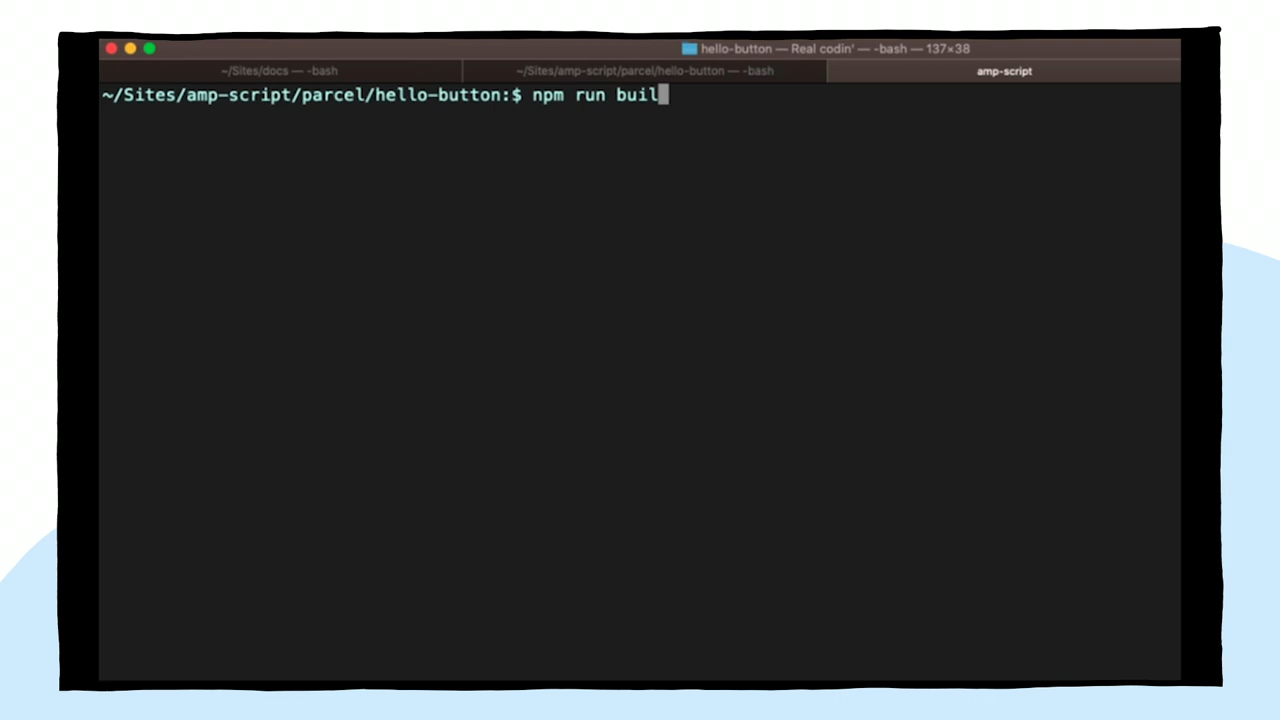 hello-button — Real codin' — -bash — 137×38
~/Sites/docs — -bash
~/Sites/amp-script/parcel/hello-button — -bash
amp-script
~/Sites/amp-script/parcel/hello-button:$ npm run buil